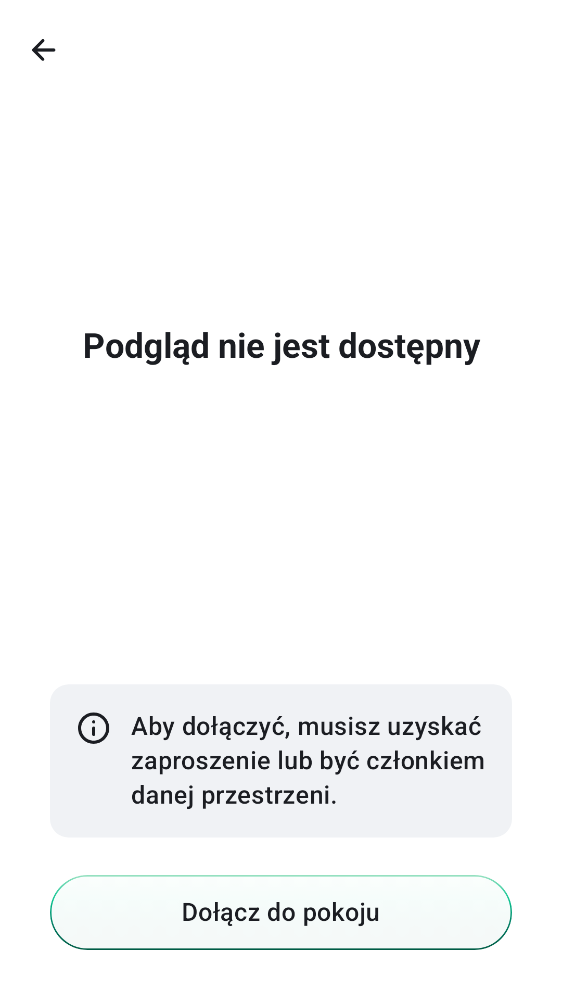 Podgląd nie jest dostępny
Aby dołączyć, musisz uzyskać
zaproszenie lub być członkiem
danej przestrzeni.
Dołącz do pokoju